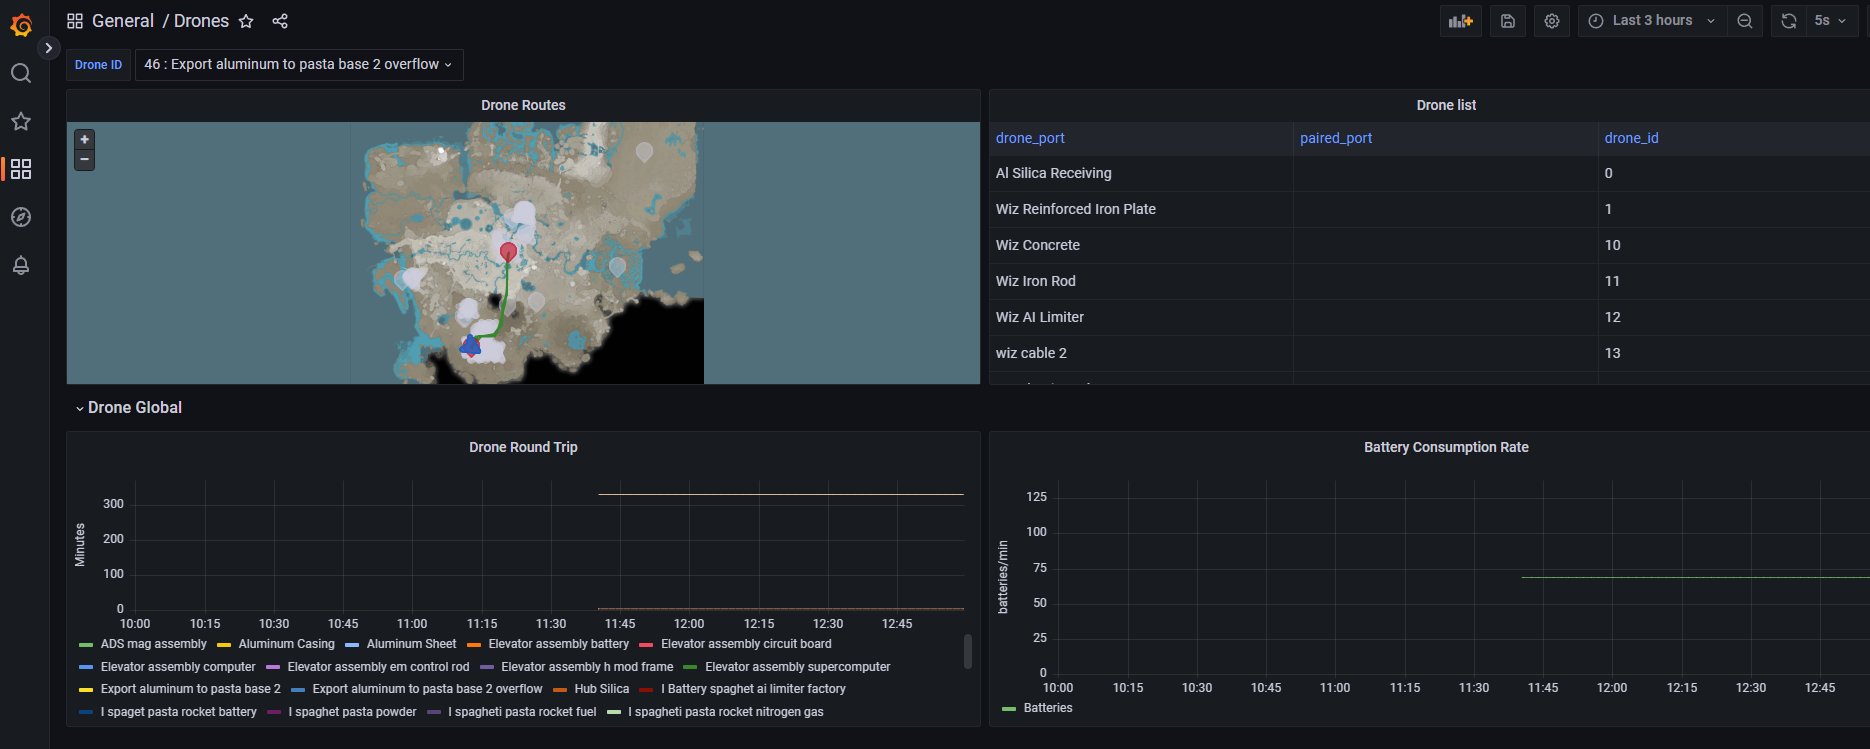 General / Drones
Last 3 hours
5s
Drone ID
46 : Export aluminum to pasta base 2 overflow
Drone Routes
+
−
Drone list
drone_port paired_port drone_id
Al Silica Receiving 0
Wiz Reinforced Iron Plate 1
Wiz Concrete 10
Wiz Iron Rod 11
Wiz AI Limiter 12
wiz cable 2 13
Drone Global
Drone Round Trip
Minutes
300
200
100
0
10:00 10:15 10:30 10:45 11:00 11:15 11:30 11:45 12:00 12:15 12:30 12:45
ADS mag assembly Aluminum Casing Aluminum Sheet Elevator assembly battery Elevator assembly circuit board
Elevator assembly computer Elevator assembly em control rod Elevator assembly h mod frame Elevator assembly supercomputer
Export aluminum to pasta base 2 Export aluminum to pasta base 2 overflow Hub Silica I Battery spaghet ai limiter factory
I spaget pasta rocket battery I spaghet pasta powder I spagheti pasta rocket fuel I spagheti pasta rocket nitrogen gas
Battery Consumption Rate
batteries/min
125
100
75
50
25
0
10:00 10:15 10:30 10:45 11:00 11:15 11:30 11:45 12:00 12:15 12:30 12:45
Batteries